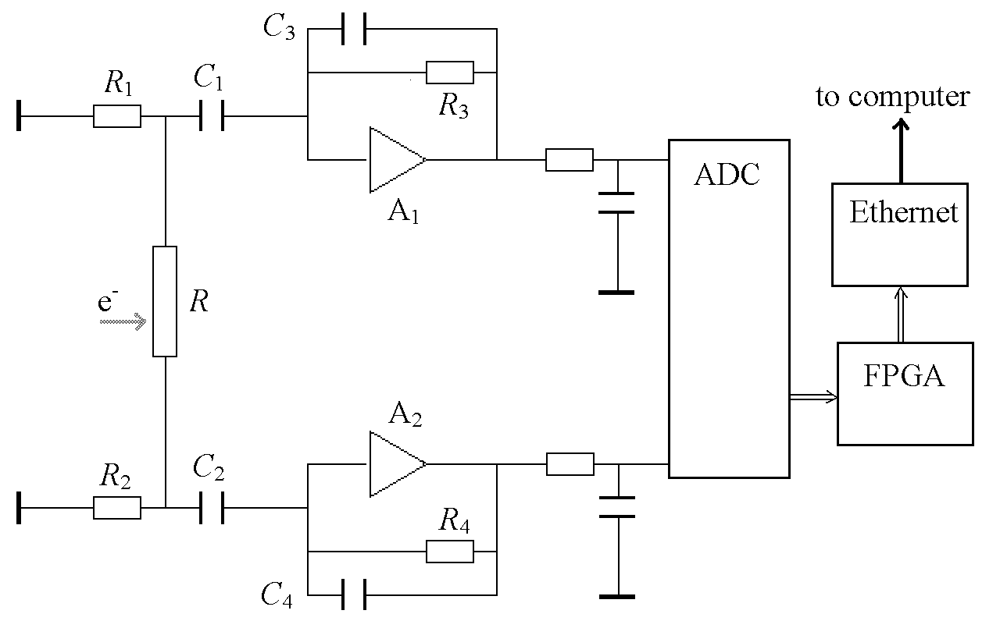 C₃
R₁
C₁
R₃
to computer
ADC
A₁
Ethernet
e⁻
R
FPGA
A₂
R₂
C₂
R₄
C₄